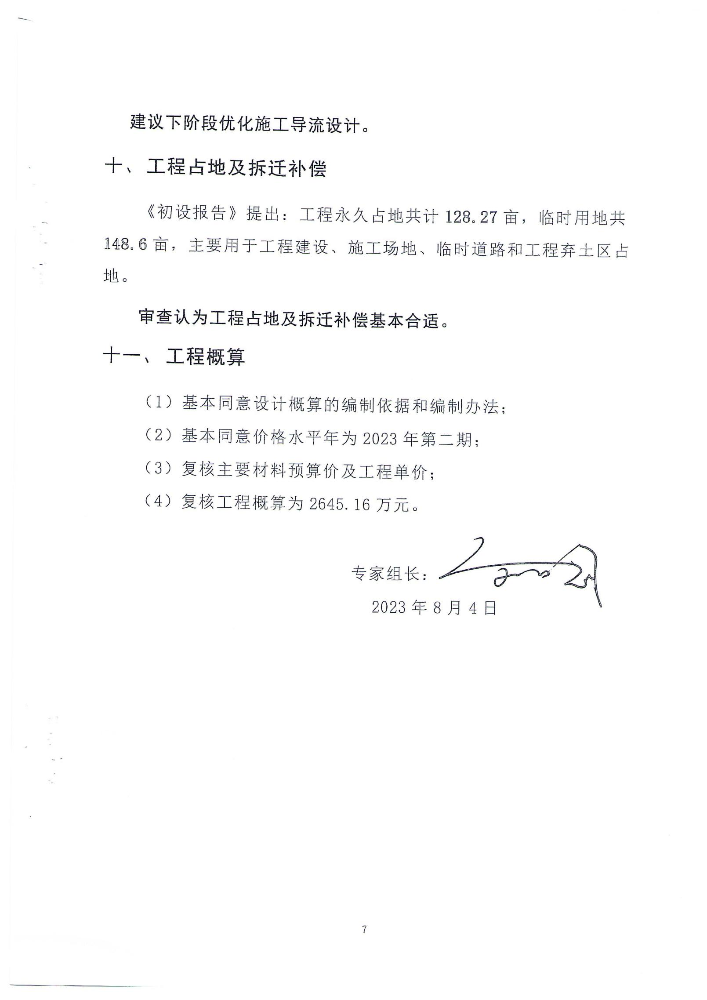 建议下阶段优化施工导流设计。
十、工程占地及拆迁补偿
《初设报告》提出：工程永久占地共计 128.27 亩，临时用地共
148.6 亩，主要用于工程建设、施工场地、临时道路和工程弃土区占
地。
审查认为工程占地及拆迁补偿基本合适。
十一、工程概算
（1）基本同意设计概算的编制依据和编制办法；
（2）基本同意价格水平年为 2023 年第二期；
（3）复核主要材料预算价及工程单价；
（4）复核工程概算为 2645.16 万元。
专家组长：
2023 年 8 月 4 日
7